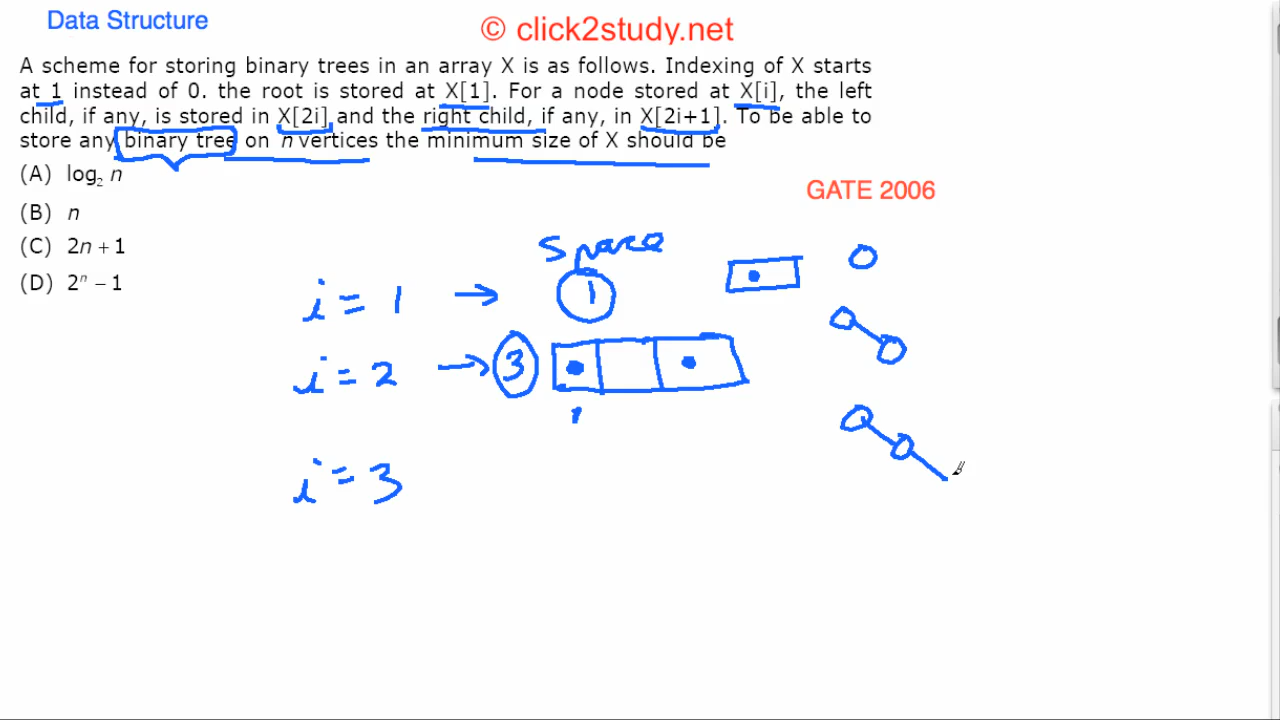 Data Structure
© click2study.net
A scheme for storing binary trees in an array X is as follows. Indexing of X starts
at 1 instead of 0. the root is stored at X[1]. For a node stored at X[i], the left
child, if any, is stored in X[2i] and the right child, if any, in X[2i+1]. To be able to
store any binary tree on n vertices the minimum size of X should be
(A) log₂ n
(B) n
(C) 2n + 1
(D) 2ⁿ − 1
GATE 2006
Space
i = 1 → 1
i = 2 → 3
1
i = 3